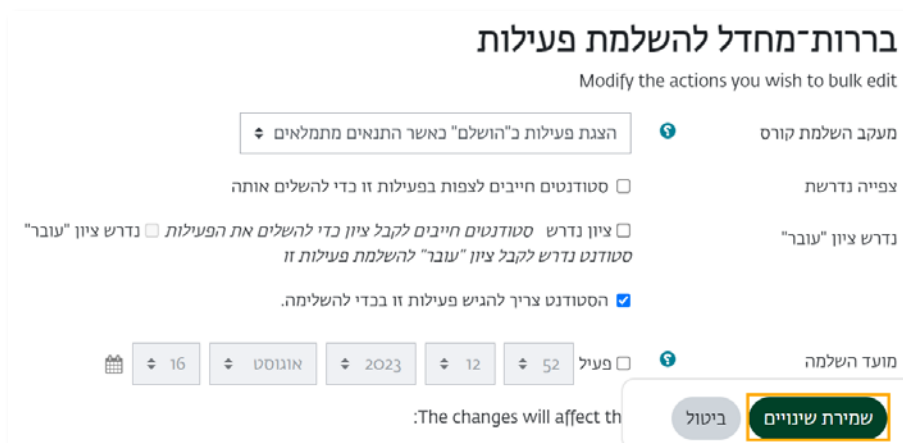 בררות־מחדל להשלמת פעילות
Modify the actions you wish to bulk edit
מעקב השלמת קורס
הצגת פעילות כ"הושלם" כאשר התנאים מתמלאים
צפייה נדרשת
סטודנטים חייבים לצפות בפעילות זו כדי להשלים אותה
נדרש ציון "עובר"
ציון נדרש סטודנטים חייבים לקבל ציון כדי להשלים את הפעילות נדרש ציון "עובר"
סטודנט נדרש לקבל ציון "עובר" להשלמת פעילות זו
הסטודנט צריך להגיש פעילות זו בכדי להשלימה.
מועד השלמה
פעיל 52 12 2023 אוגוסט 16
The changes will affect th:
שמירת שינויים
ביטול